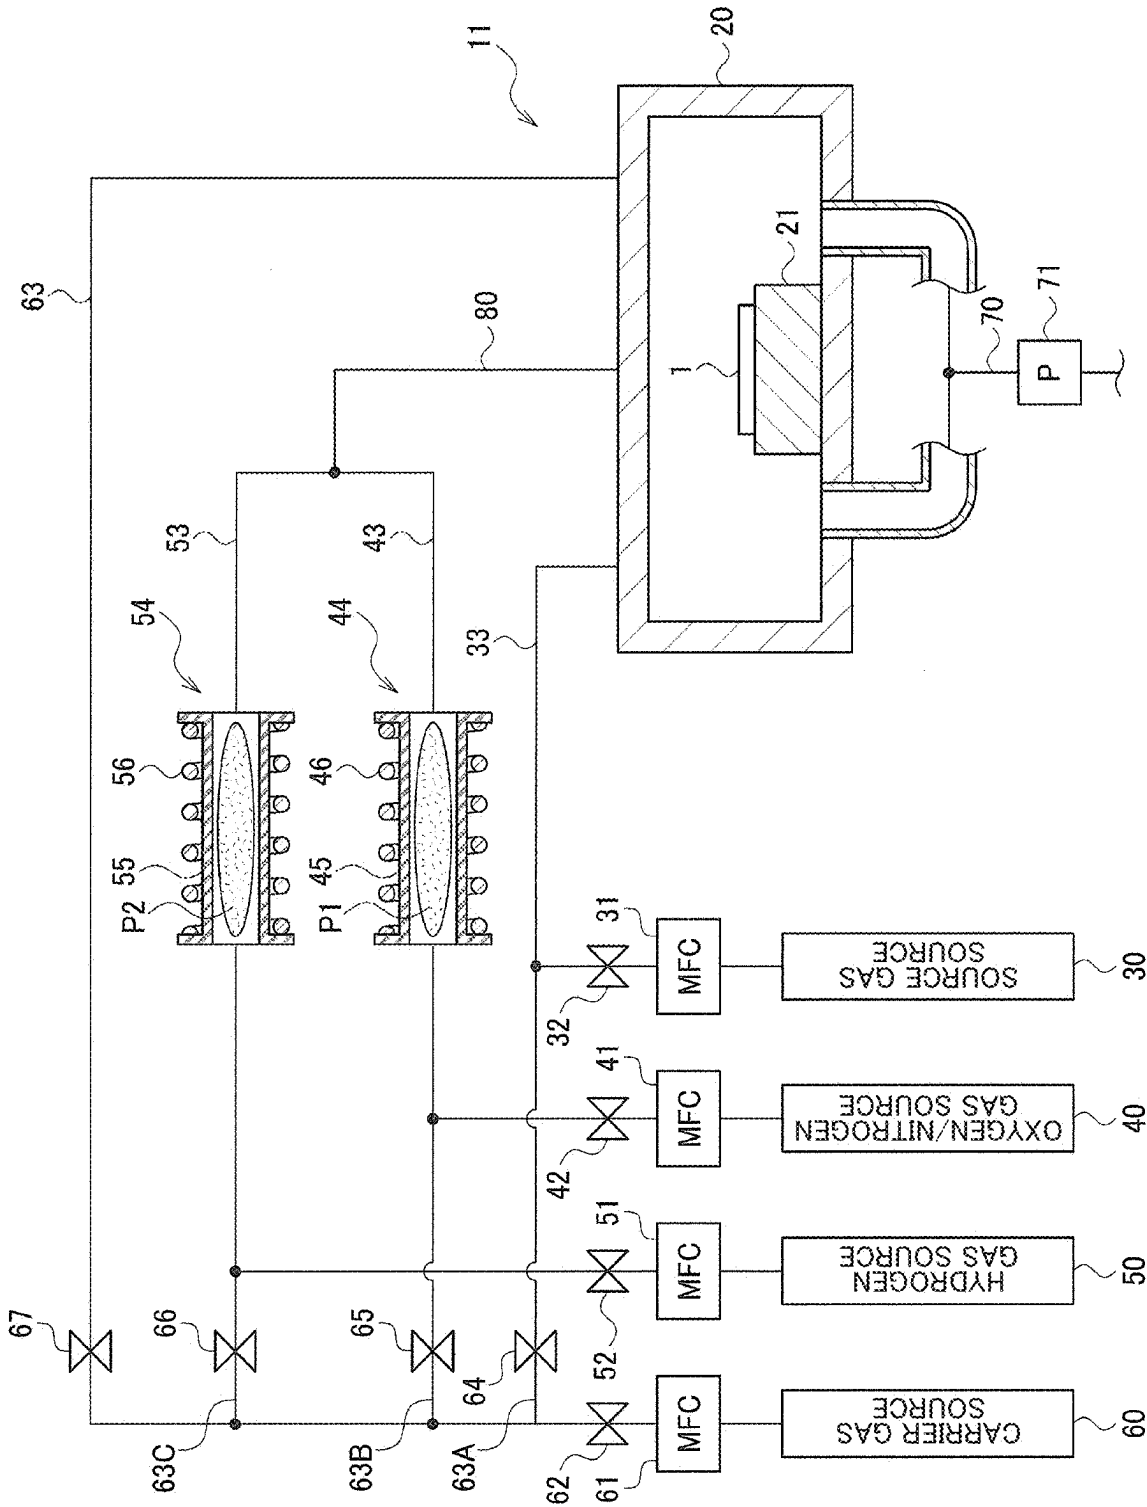 11
20
63
80
53
43
33
54
44
56
46
55
45
P2
P1
1
21
70
71
P
67
66
65
64
63C
63B
63A
32
42
52
62
31
MFC
41
MFC
51
MFC
61
MFC
SOURCE GAS
SOURCE
30
OXYGEN/NITROGEN
GAS SOURCE
40
HYDROGEN
GAS SOURCE
50
CARRIER GAS
SOURCE
60